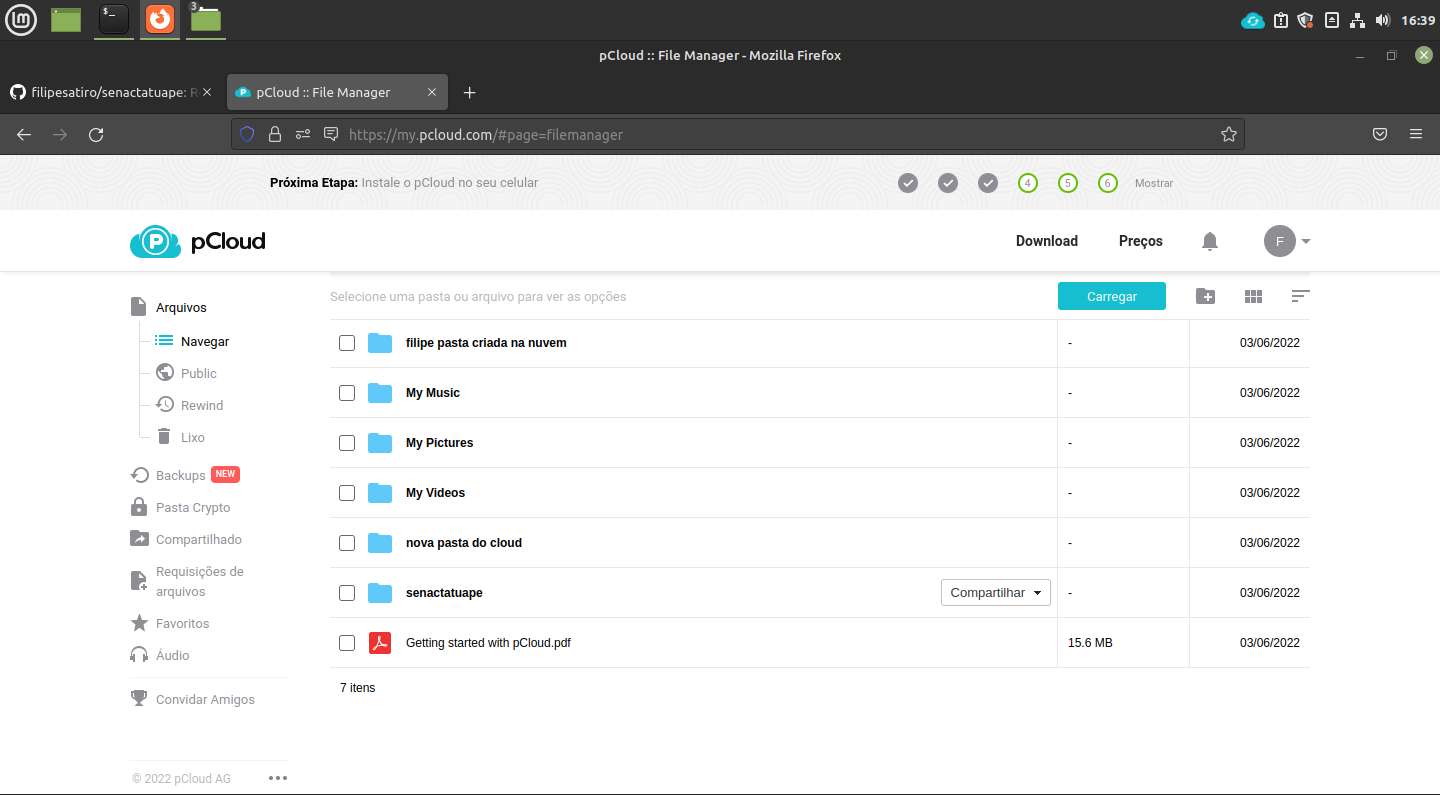 3
$_
16:39
pCloud :: File Manager - Mozilla Firefox
filipesatiro/senactatuape:
pCloud :: File Manager
https://my.pcloud.com/#page=filemanager
Próxima Etapa: Instale o pCloud no seu celular
4 5 6 Mostrar
P pCloud
Download Preços F
Arquivos
Navegar
Public
Rewind
Lixo
Backups NEW
Pasta Crypto
Compartilhado
Requisições de
arquivos
Favoritos
Áudio
Convidar Amigos
© 2022 pCloud AG
Selecione uma pasta ou arquivo para ver as opções Carregar
filipe pasta criada na nuvem - 03/06/2022
My Music - 03/06/2022
My Pictures - 03/06/2022
My Videos - 03/06/2022
nova pasta do cloud - 03/06/2022
senactatuape Compartilhar - 03/06/2022
Getting started with pCloud.pdf 15.6 MB 03/06/2022
7 itens